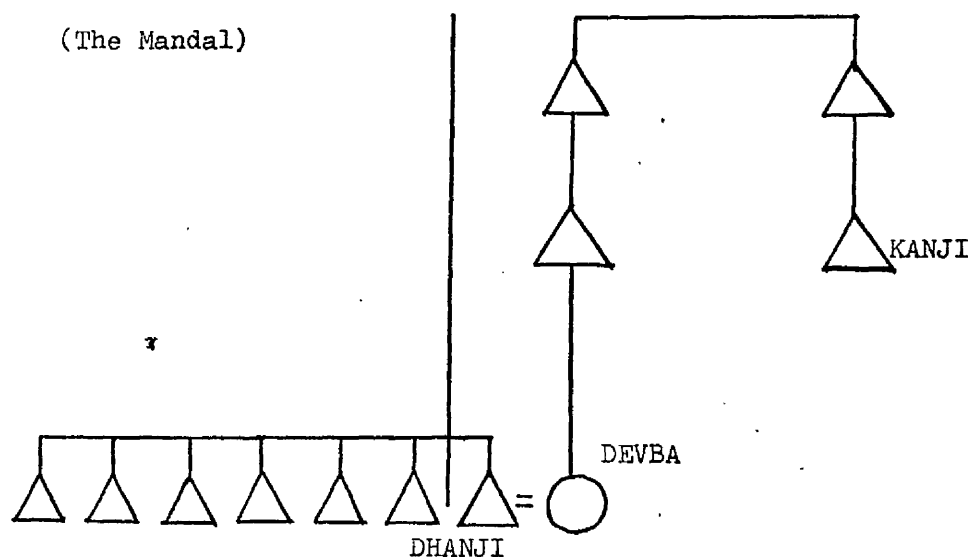 (The Mandal)
KANJI
DEVBA
=
DHANJI